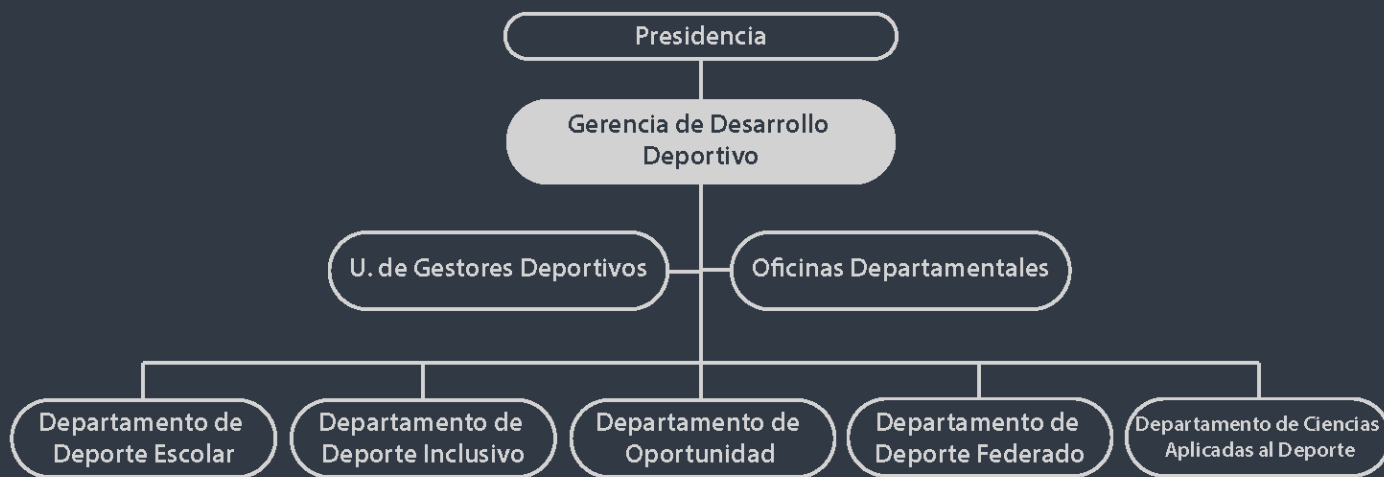 Presidencia
Gerencia de Desarrollo
Deportivo
U. de Gestores Deportivos
Oficinas Departamentales
Departamento de
Deporte Escolar
Departamento de
Deporte Inclusivo
Departamento de
Oportunidad
Departamento de
Deporte Federado
Departamento de Ciencias
Aplicadas al Deporte